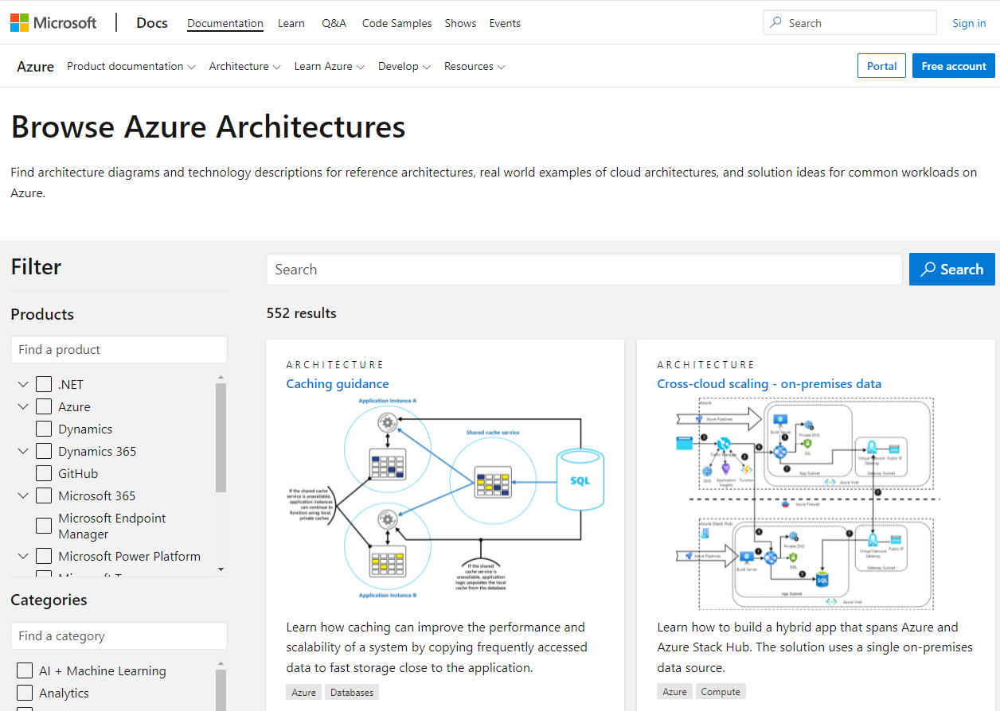 Microsoft Docs Documentation Learn Q&A Code Samples Shows Events Search Sign in
Azure Product documentation Architecture Learn Azure Develop Resources Portal Free account
Browse Azure Architectures
Find architecture diagrams and technology descriptions for reference architectures, real world examples of cloud architectures, and solution ideas for common workloads on
Azure.
Filter
Products
Find a product
.NET
Azure
Dynamics
Dynamics 365
GitHub
Microsoft 365
Microsoft Endpoint
Manager
Microsoft Power Platform
Categories
Find a category
AI + Machine Learning
Analytics
Search
Search
552 results
ARCHITECTURE
Caching guidance
Application Instance A
Shared cache service
SQL
If the shared cache
service is unavailable,
application instances
can continue to
function using local,
private caches
If the shared
cache service is
unavailable, application
logic populates the local
cache from the database
Application Instance B
Learn how caching can improve the performance and
scalability of a system by copying frequently accessed
data to fast storage close to the application.
Azure Databases
ARCHITECTURE
Cross-cloud scaling - on-premises data
Azure
Azure Pipelines
Build Server
Private DNS
SSL
Traffic Manager
DNS
Application
Insights
Function
App Subnet
Virtual Network
Gateway
Public IP
Gateway Subnet
Azure Vnet
Azure Firewall
Azure Stack Hub
Azure Pipelines
Build Server
Private DNS
SSL
SQL
App Subnet
Virtual Network
Gateway
Public IP
Gateway Subnet
Azure Vnet
Learn how to build a hybrid app that spans Azure and
Azure Stack Hub. The solution uses a single on-premises
data source.
Azure Compute